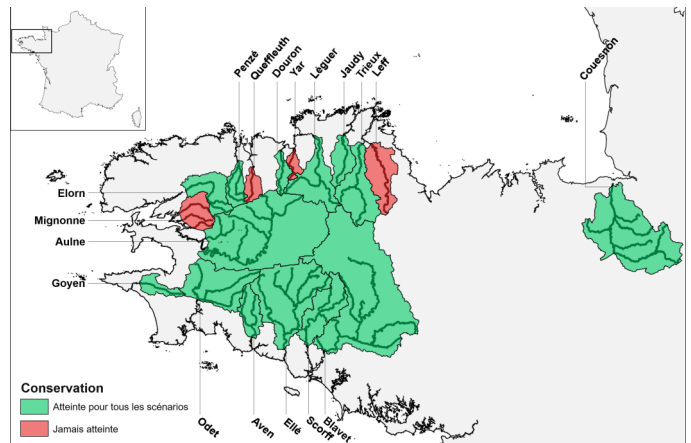 Penzé
Queffleuth
Douron
Yar
Léguer
Jaudy
Trieux
Leff
Couesnon
Elorn
Mignonne
Aulne
Goyen
Conservation
Atteinte pour tous les scénarios
Jamais atteinte
Odet
Aven
Ellé
Scorff
Blavet